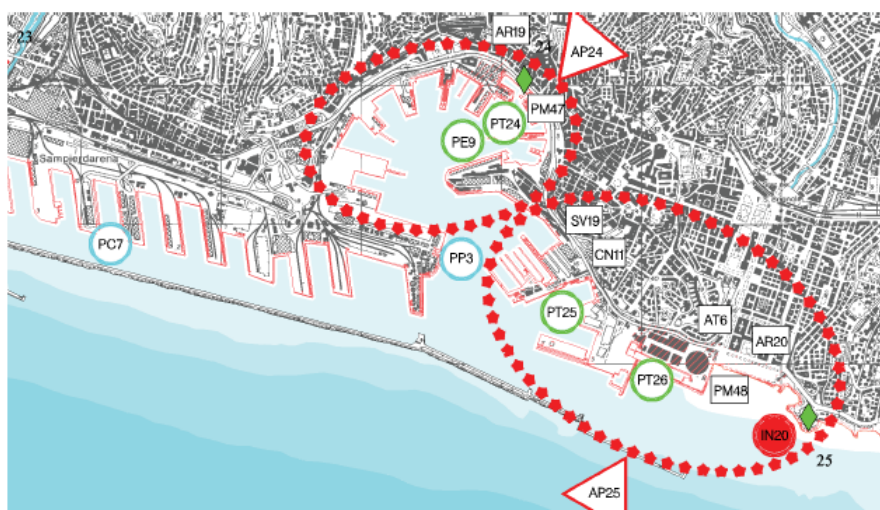 AR19
24
23
AP24
PM47
PT24
PE9
Sampierdarena
SV19
PC7
CN11
PP3
PT25
AT6
AR20
PT26
PM48
IN20
25
AP25